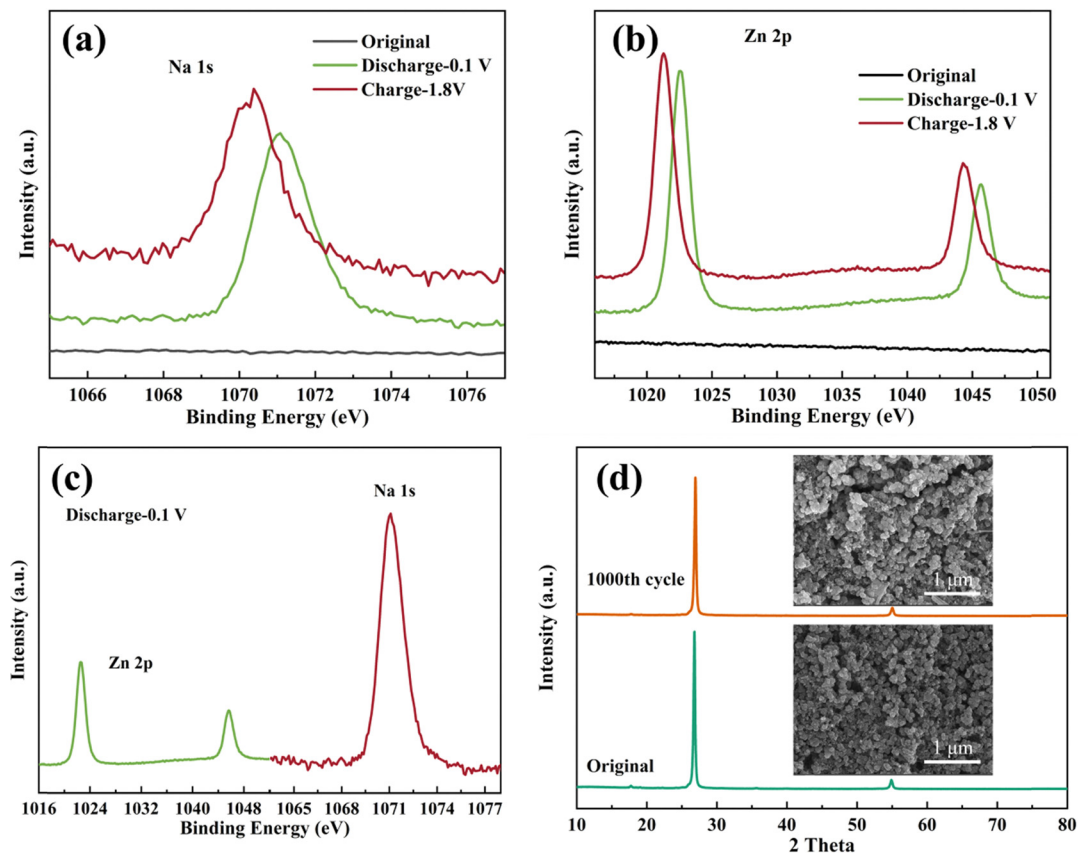 (a)
Na 1s
Original
Discharge-0.1 V
Charge-1.8V
Intensity (a.u.)
1066 1068 1070 1072 1074 1076
Binding Energy (eV)
(b)
Zn 2p
Original
Discharge-0.1 V
Charge-1.8 V
Intensity (a.u.)
1020 1025 1030 1035 1040 1045 1050
Binding Energy (eV)
(c)
Discharge-0.1 V
Na 1s
Zn 2p
Intensity (a.u.)
1016 1024 1032 1040 1048 1065 1068 1071 1074 1077
Binding Energy (eV)
(d)
1000th cycle
1 μm
Original
1 μm
Intensity (a.u.)
10 20 30 40 50 60 70 80
2 Theta